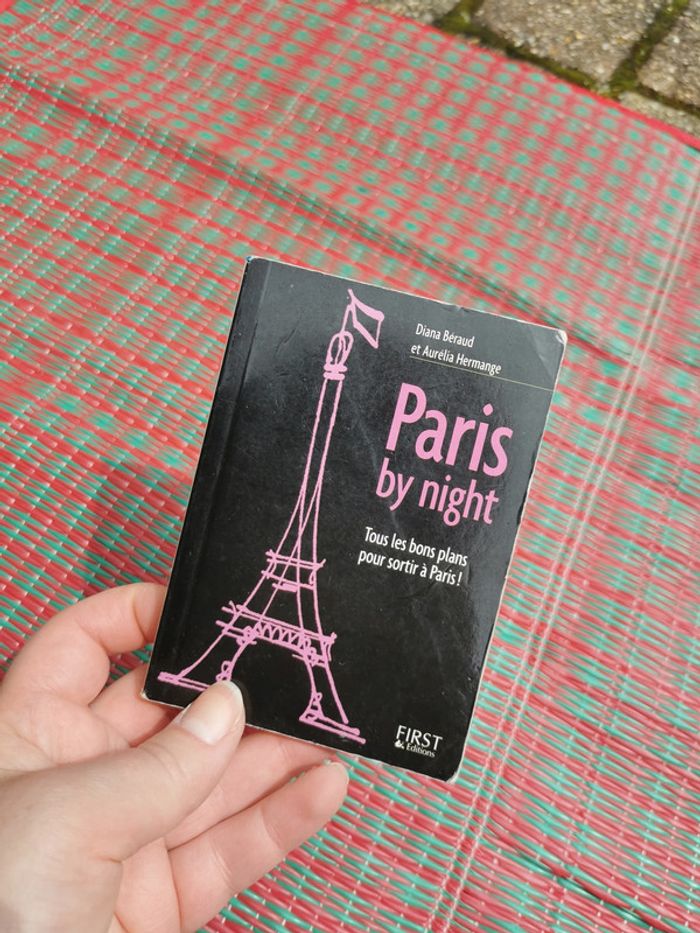 Diana Béraud
et Aurélia Hermange
Paris
by night
Tous les bons plans
pour sortir à Paris !
FIRST
& Editions